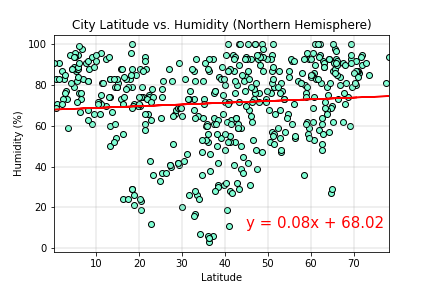 City Latitude vs. Humidity (Northern Hemisphere)
100
80
60
40
20
0
Humidity (%)
y = 0.08x + 68.02
10 20 30 40 50 60 70
Latitude